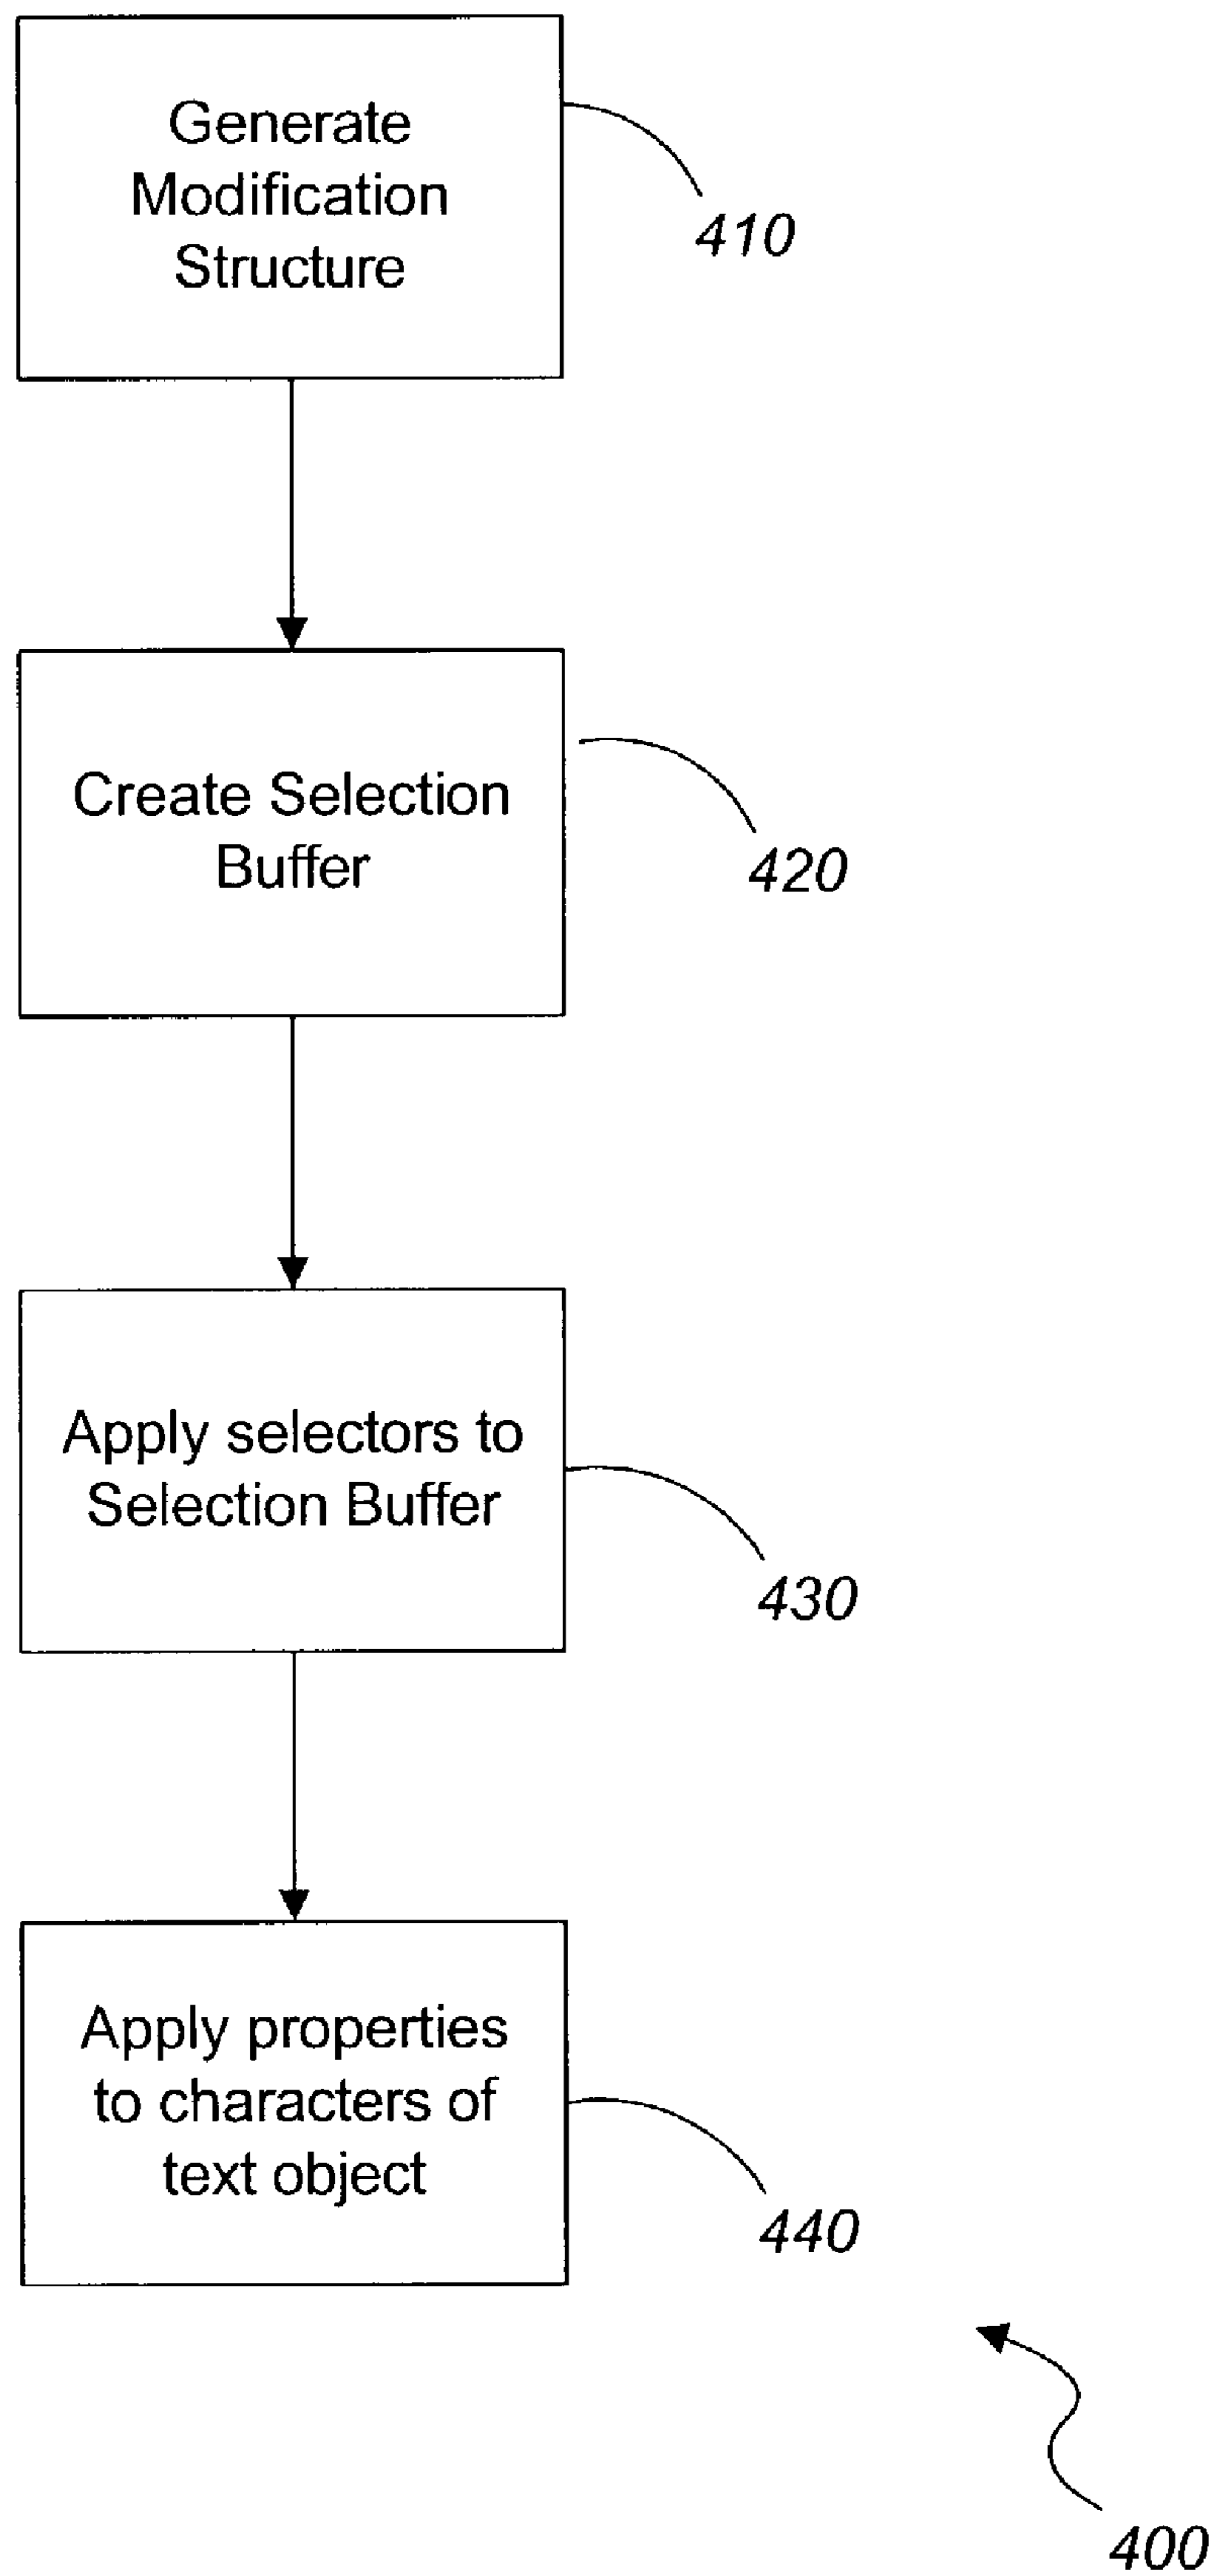 Generate
Modification
Structure
410
Create Selection
Buffer
420
Apply selectors to
Selection Buffer
430
Apply properties
to characters of
text object
440
400